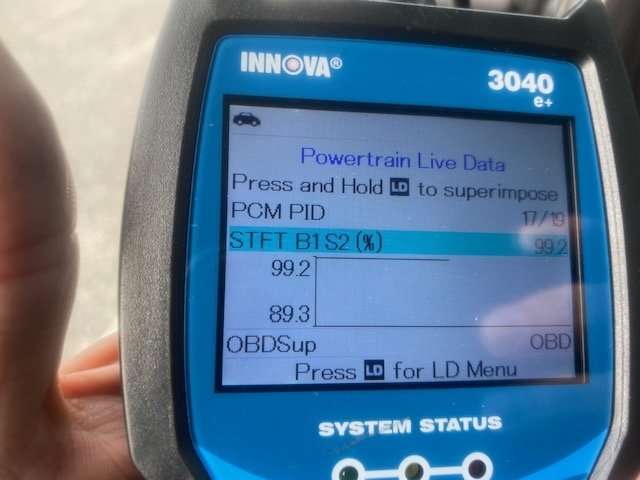 INNOVA®
3040
e+
Powertrain Live Data
Press and Hold LD to superimpose
PCM PID 17/19
STFT B1S2 (%) 99.2
99.2
89.3
OBDSup OBD
Press LD for LD Menu
SYSTEM STATUS